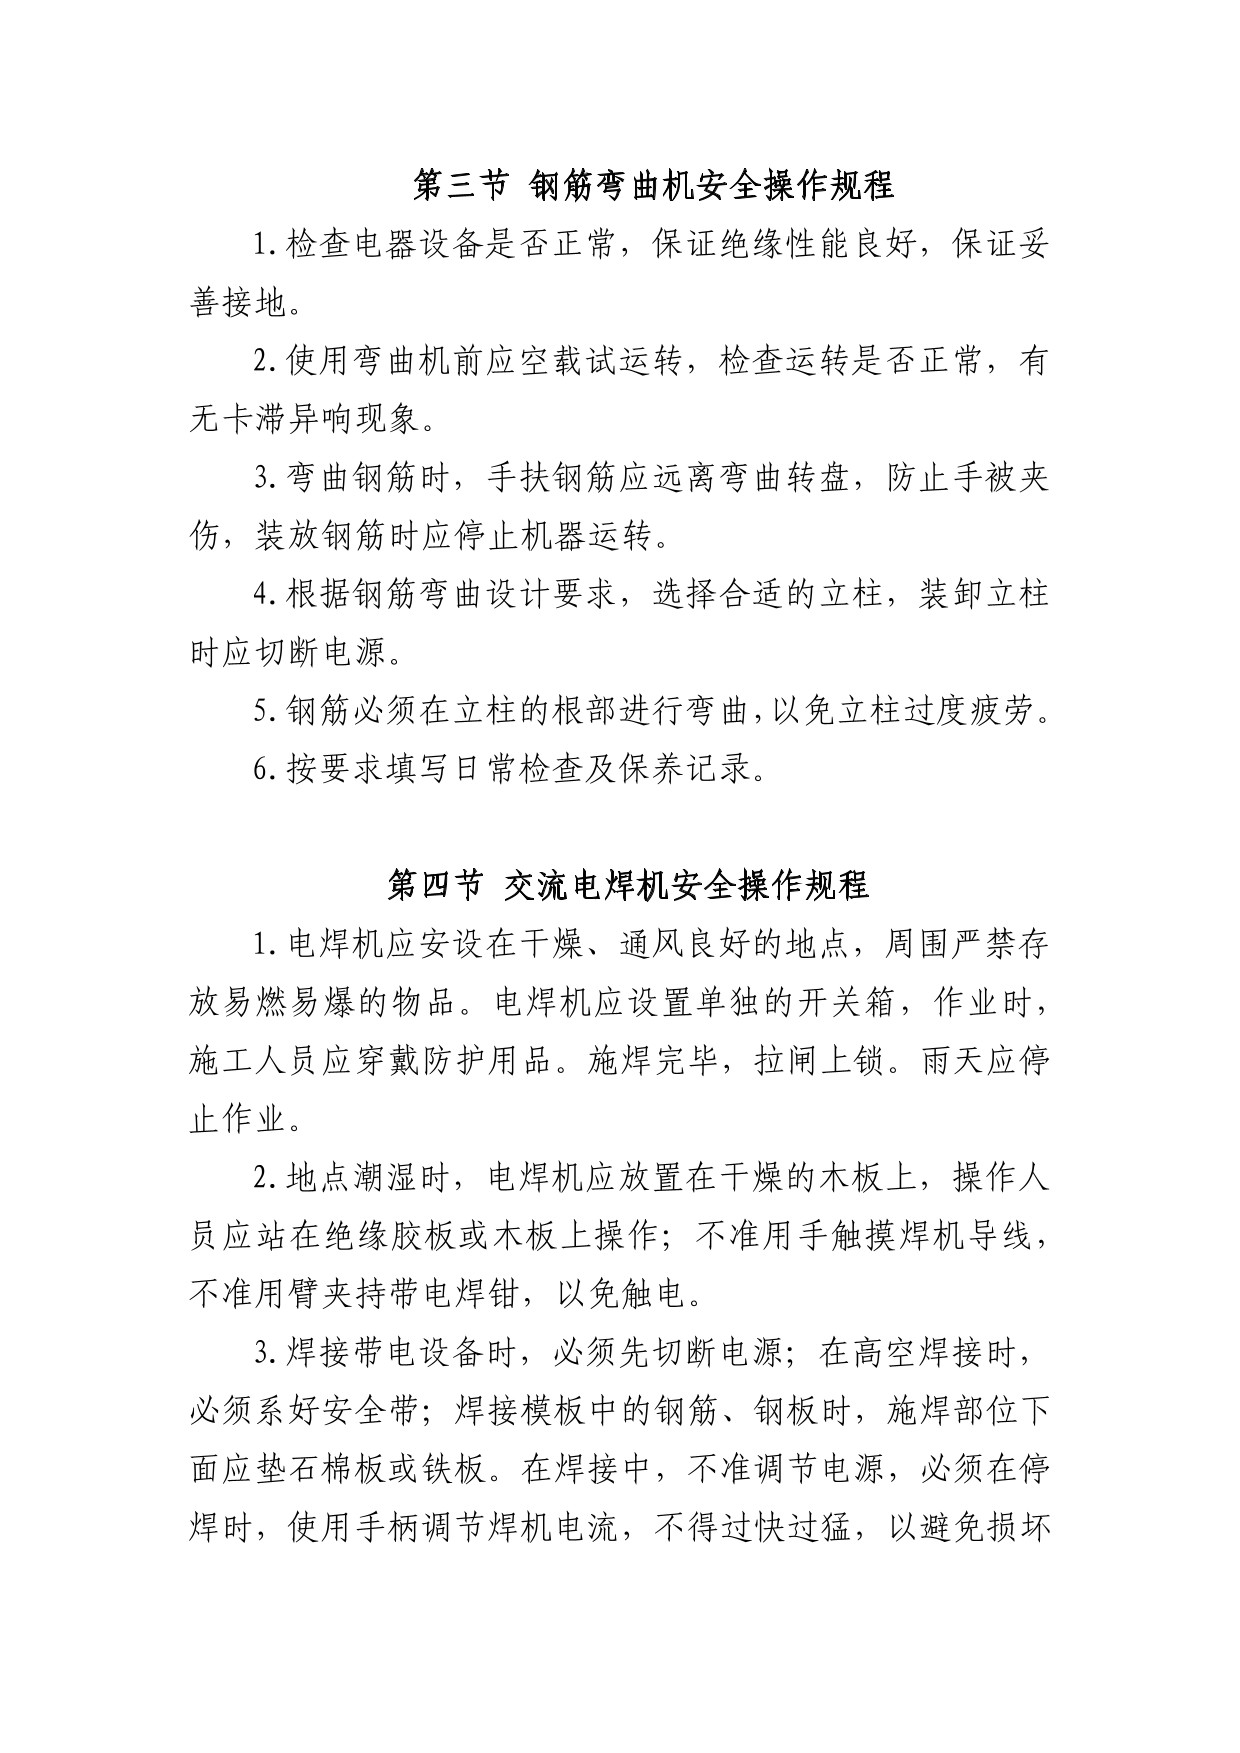 第三节 钢筋弯曲机安全操作规程
1.检查电器设备是否正常，保证绝缘性能良好，保证妥
善接地。
2.使用弯曲机前应空载试运转，检查运转是否正常，有
无卡滞异响现象。
3.弯曲钢筋时，手扶钢筋应远离弯曲转盘，防止手被夹
伤，装放钢筋时应停止机器运转。
4.根据钢筋弯曲设计要求，选择合适的立柱，装卸立柱
时应切断电源。
5.钢筋必须在立柱的根部进行弯曲，以免立柱过度疲劳。
6.按要求填写日常检查及保养记录。
第四节 交流电焊机安全操作规程
1.电焊机应安设在干燥、通风良好的地点，周围严禁存
放易燃易爆的物品。电焊机应设置单独的开关箱，作业时，
施工人员应穿戴防护用品。施焊完毕，拉闸上锁。雨天应停
止作业。
2.地点潮湿时，电焊机应放置在干燥的木板上，操作人
员应站在绝缘胶板或木板上操作；不准用手触摸焊机导线，
不准用臂夹持带电焊钳，以免触电。
3.焊接带电设备时，必须先切断电源；在高空焊接时，
必须系好安全带；焊接模板中的钢筋、钢板时，施焊部位下
面应垫石棉板或铁板。在焊接中，不准调节电源，必须在停
焊时，使用手柄调节焊机电流，不得过快过猛，以避免损坏